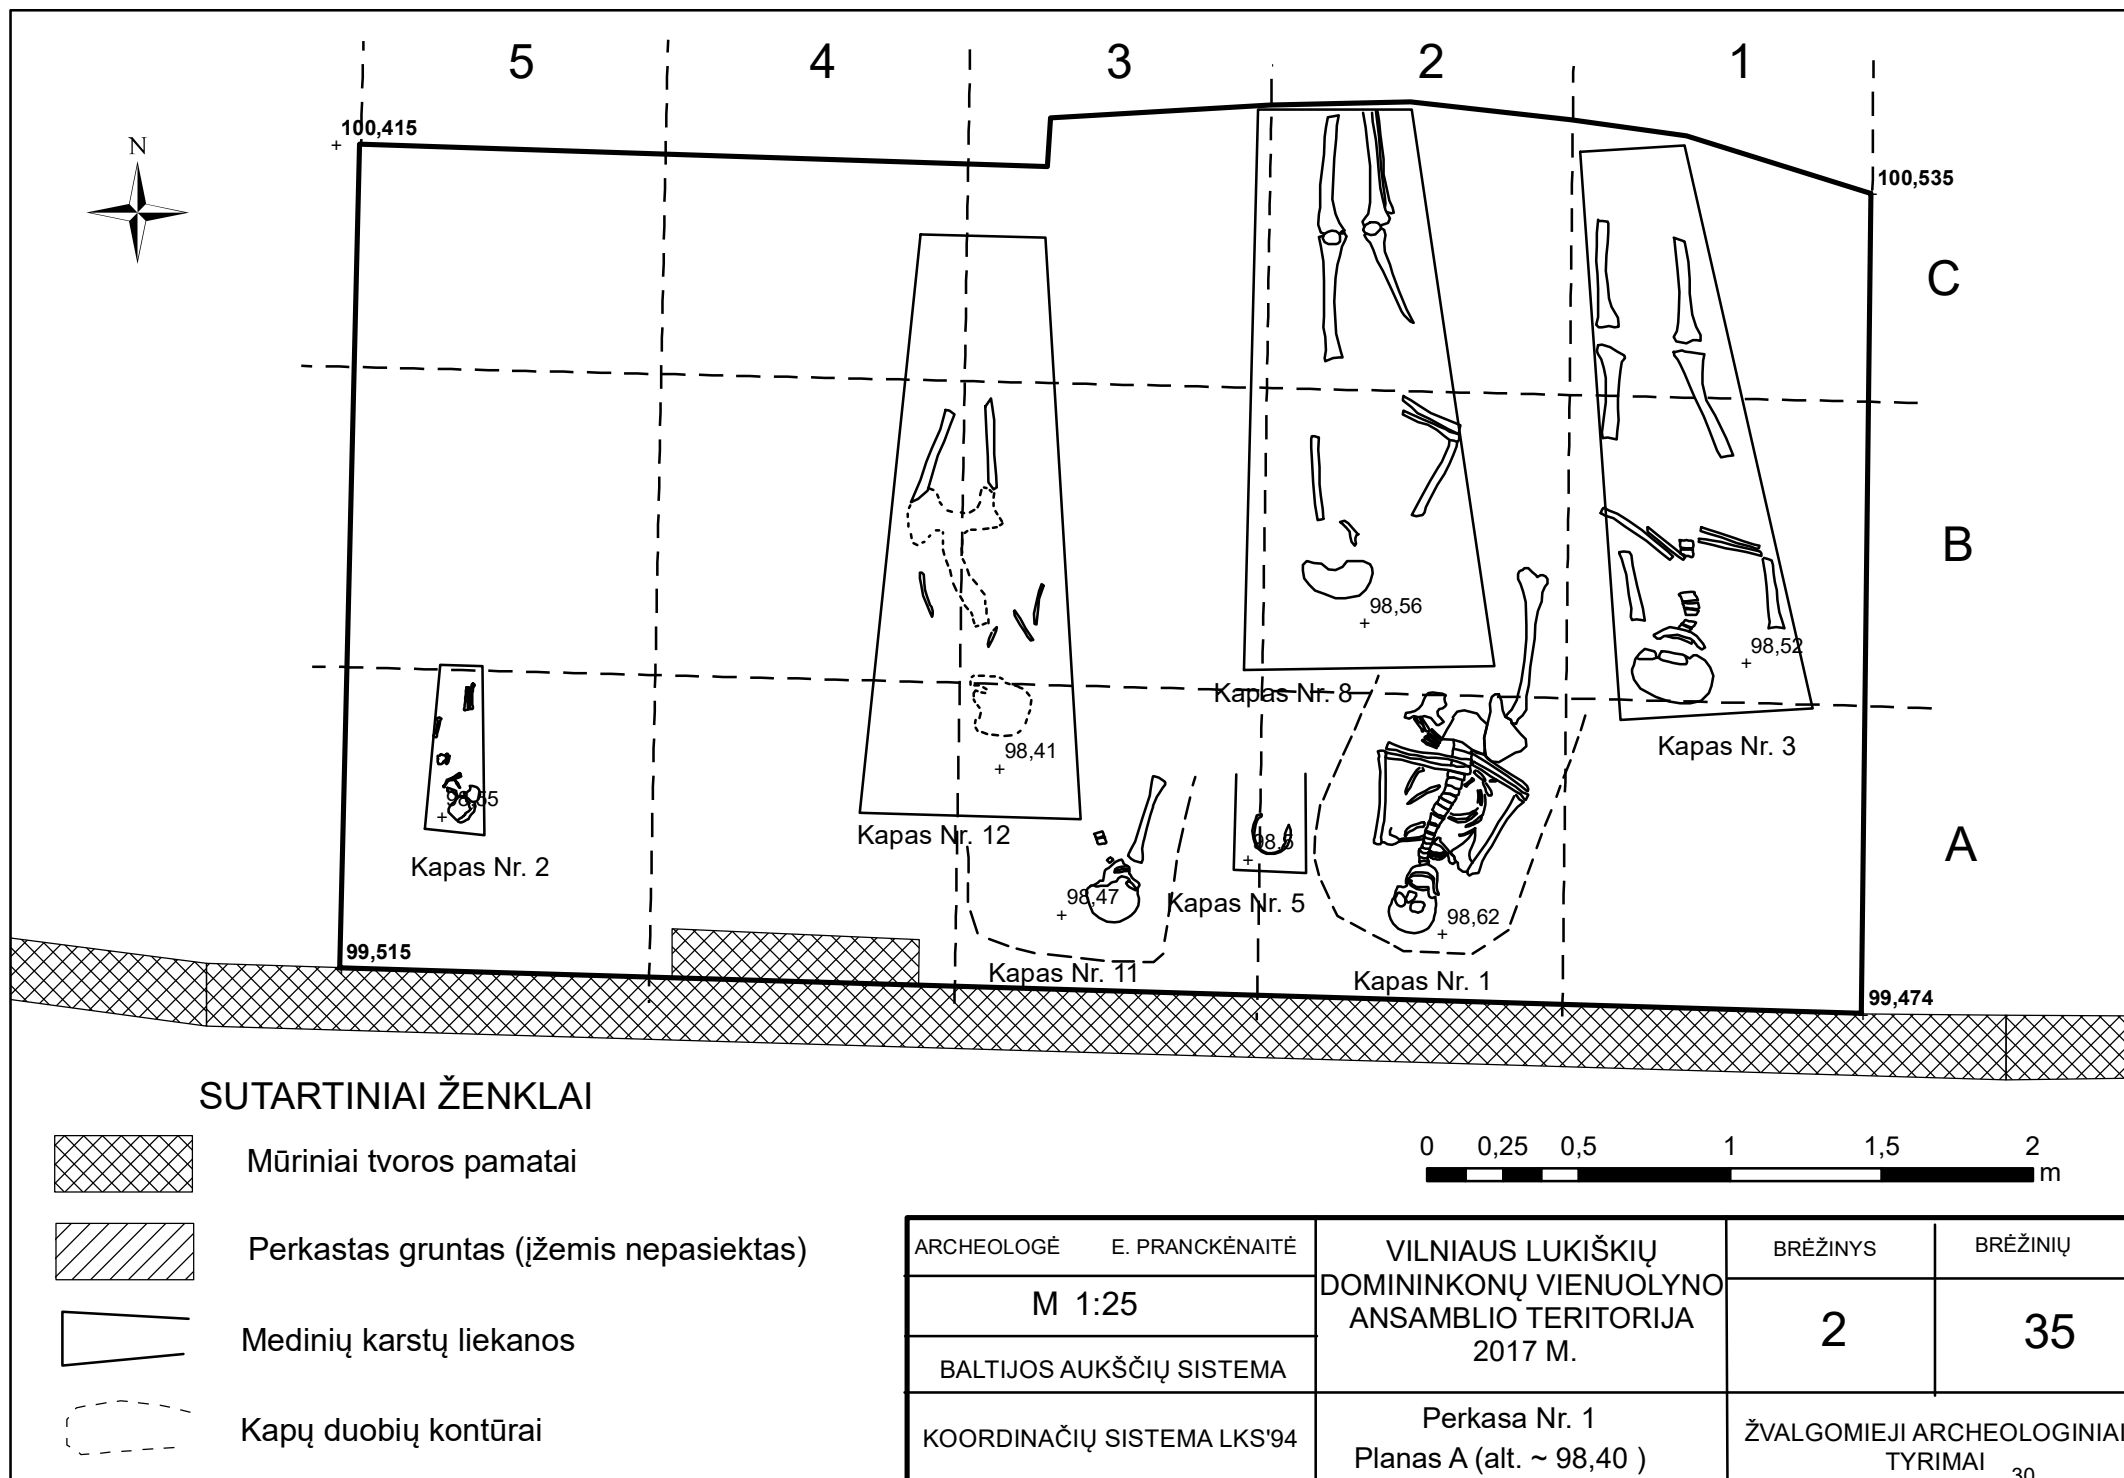 5 4 3 2 1
N
100,415
100,535
C
B
A
98,56
98,52
Kapas Nr. 8
Kapas Nr. 3
98,41
98,55
Kapas Nr. 12
98,5
Kapas Nr. 2
98,47
Kapas Nr. 5
98,62
99,515
Kapas Nr. 11
Kapas Nr. 1
99,474
SUTARTINIAI ŽENKLAI
Mūriniai tvoros pamatai
Perkastas gruntas (įžemis nepasiektas)
Medinių karstų liekanos
Kapų duobių kontūrai
0 0,25 0,5 1 1,5 2
m
ARCHEOLOGĖ E. PRANCKĖNAITĖ
M 1:25
BALTIJOS AUKŠČIŲ SISTEMA
KOORDINAČIŲ SISTEMA LKS'94
VILNIAUS LUKIŠKIŲ
DOMININKONŲ VIENUOLYNO
ANSAMBLIO TERITORIJA
2017 M.
Perkasa Nr. 1
Planas A (alt. ~ 98,40 )
BRĖŽINYS
2
BRĖŽINIŲ
35
ŽVALGOMIEJI ARCHEOLOGINIAI
TYRIMAI
30